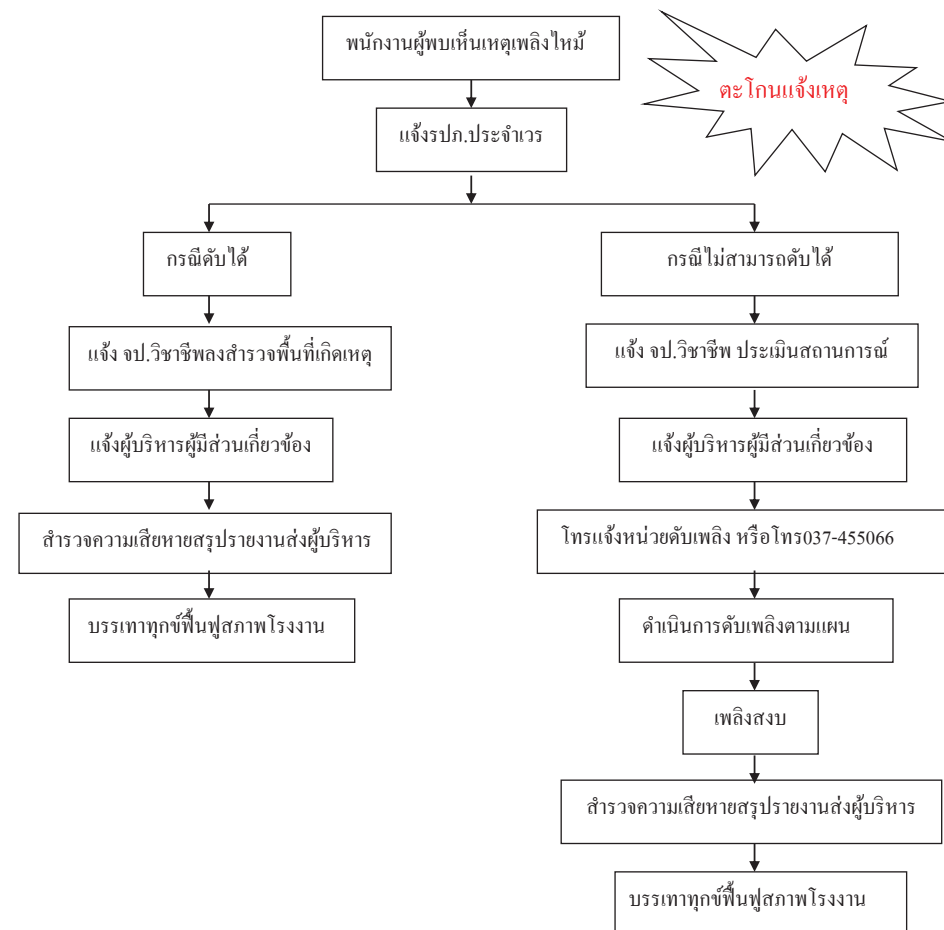 พนักงานผู้พบเห็นเหตุเพลิงไหม้
ตะโกนแจ้งเหตุ
แจ้งรปภ.ประจำเวร
กรณีดับได้
แจ้ง จป.วิชาชีพลงสำรวจพื้นที่เกิดเหตุ
แจ้งผู้บริหารผู้มีส่วนเกี่ยวข้อง
สำรวจความเสียหายสรุปรายงานส่งผู้บริหาร
บรรเทาทุกข์ฟื้นฟูสภาพโรงงาน
กรณีไม่สามารถดับได้
แจ้ง จป.วิชาชีพ ประเมินสถานการณ์
แจ้งผู้บริหารผู้มีส่วนเกี่ยวข้อง
โทรแจ้งหน่วยดับเพลิง หรือโทร037-455066
ดำเนินการดับเพลิงตามแผน
เพลิงสงบ
สำรวจความเสียหายสรุปรายงานส่งผู้บริหาร
บรรเทาทุกข์ฟื้นฟูสภาพโรงงาน